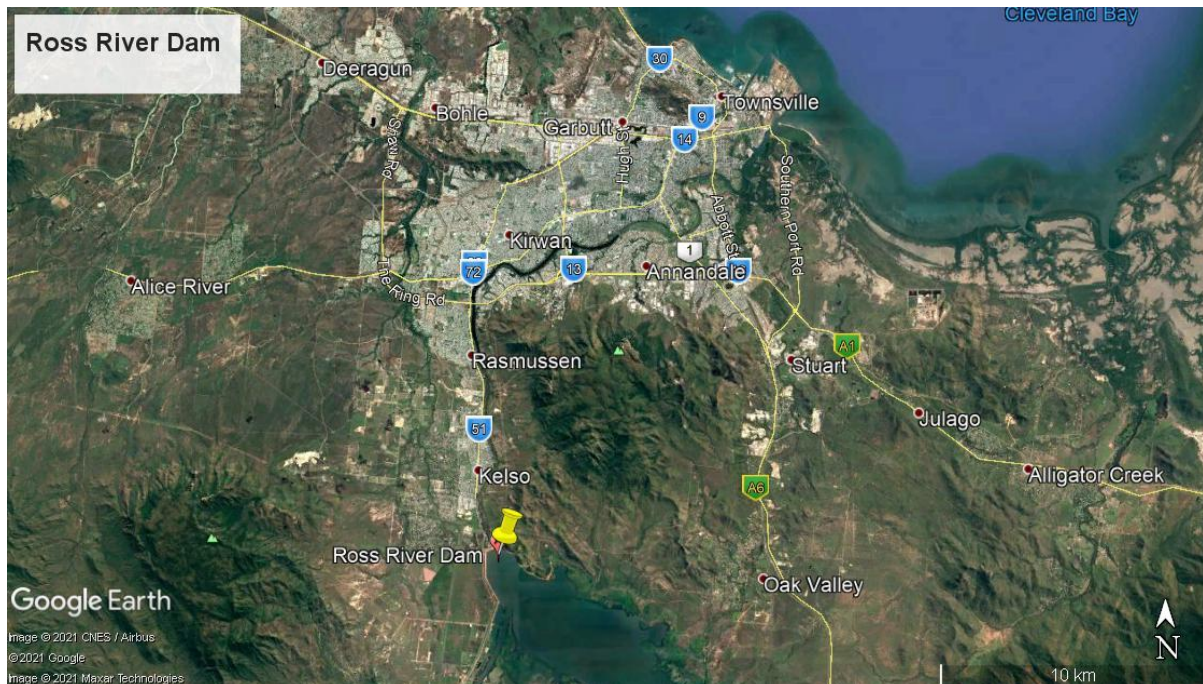 Cleveland Bay
Ross River Dam
30
Deeragun
Townsville
Bohle
9
Garbutt
14
Shaw Rd
Hugh St
Southern Port Rd
Abbott St
Kirwan
1
72
13
Annandale
Alice River
The Ring Rd
A1
Rasmussen
Stuart
Julago
51
Kelso
Alligator Creek
A6
Ross River Dam
Oak Valley
Google Earth
Image © 2021 CNES / Airbus
©2021 Google
Image © 2021 Maxar Technologies
N
10 km